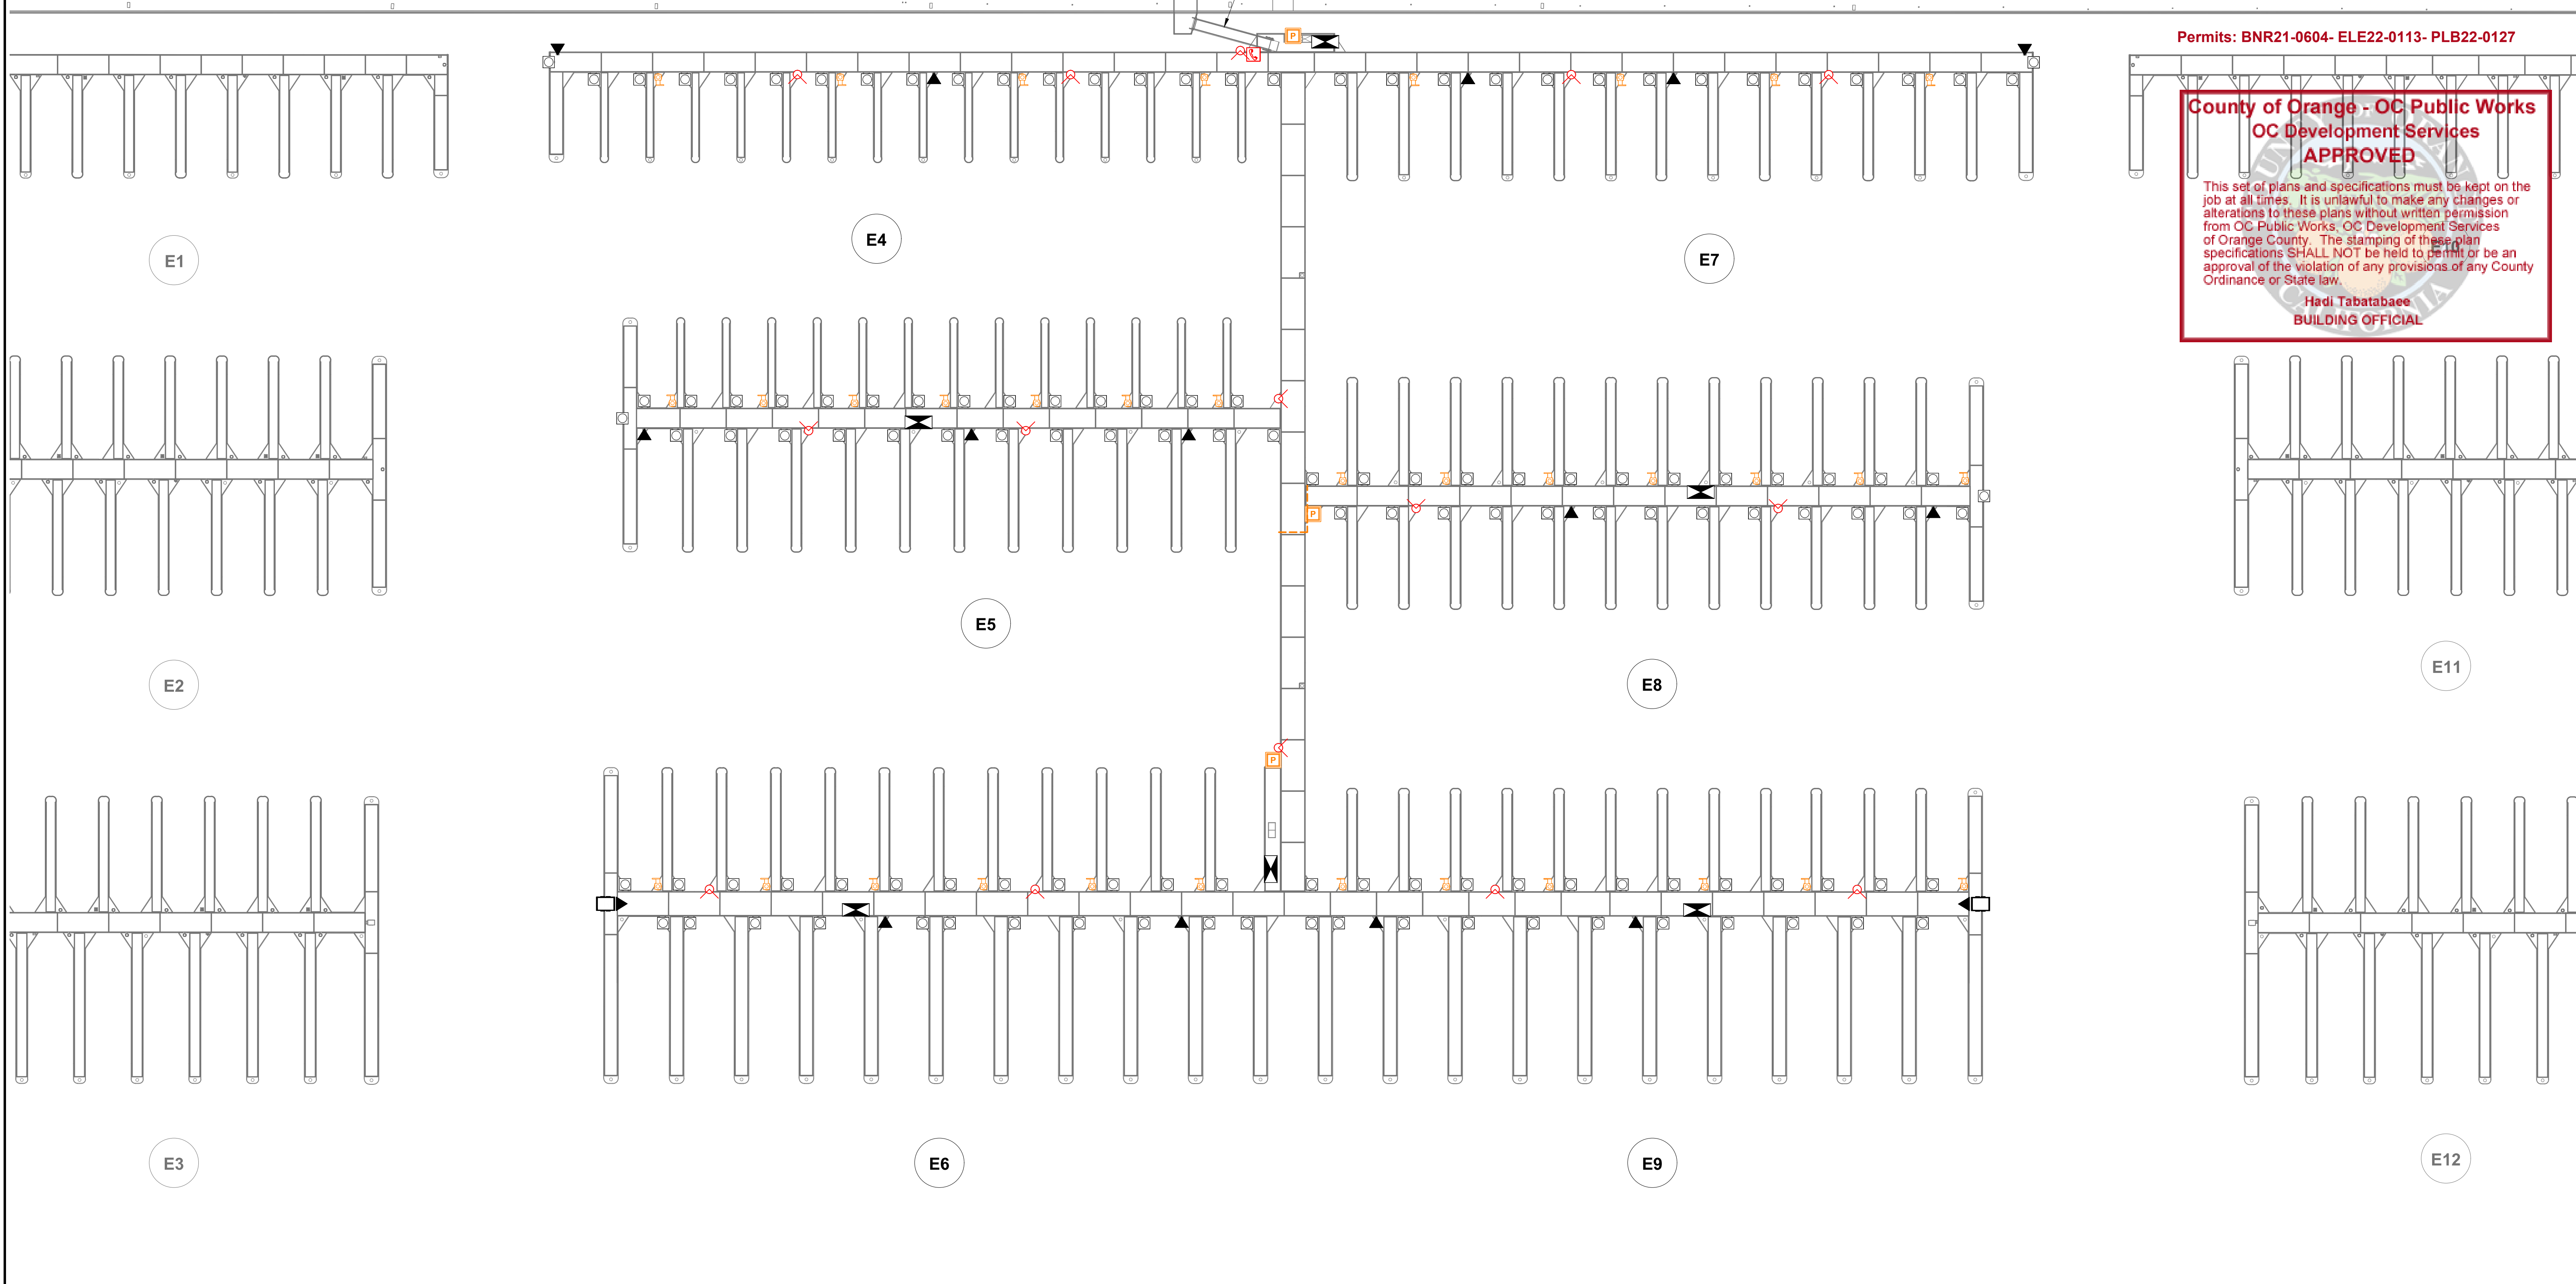 P
Permits: BNR21-0604- ELE22-0113- PLB22-0127
County of Orange - OC Public Works
OC Development Services
APPROVED
This set of plans and specifications must be kept on the
job at all times. It is unlawful to make any changes or
alterations to these plans without written permission
from OC Public Works, OC Development Services
of Orange County. The stamping of these plan
specifications SHALL NOT be held to permit or be an
approval of the violation of any provisions of any County
Ordinance or State law.
Hadi Tabatabaee
BUILDING OFFICIAL
CALIFORNIA
E1
E4
E7
E10
P
E5
E8
E2
E11
P
E3
E6
E9
E12